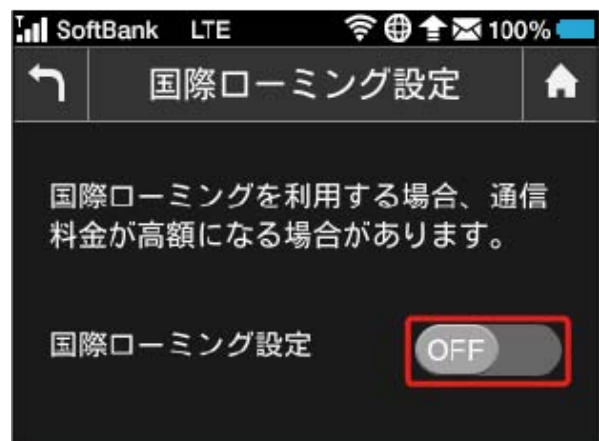 SoftBank LTE 100%
国際ローミング設定
国際ローミングを利用する場合、通信
料金が高額になる場合があります。
国際ローミング設定 OFF